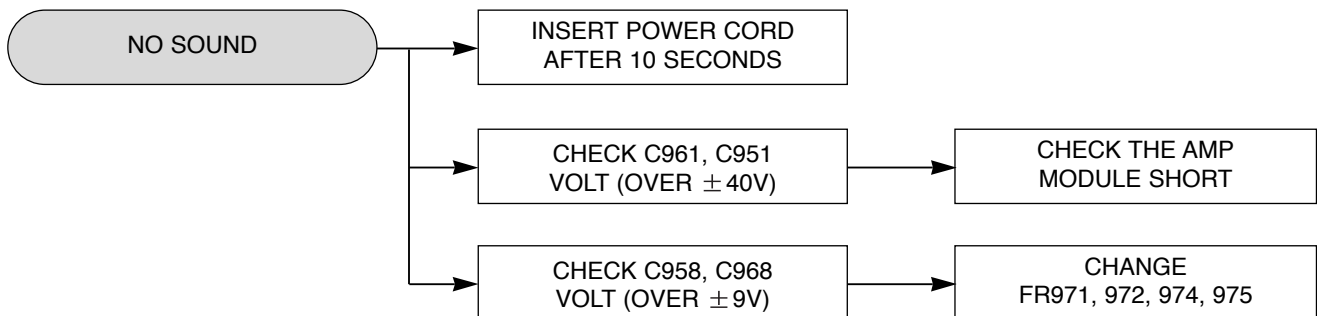 NO SOUND
INSERT POWER CORD
AFTER 10 SECONDS
CHECK C961, C951
VOLT (OVER ±40V)
CHECK THE AMP
MODULE SHORT
CHECK C958, C968
VOLT (OVER ±9V)
CHANGE
FR971, 972, 974, 975